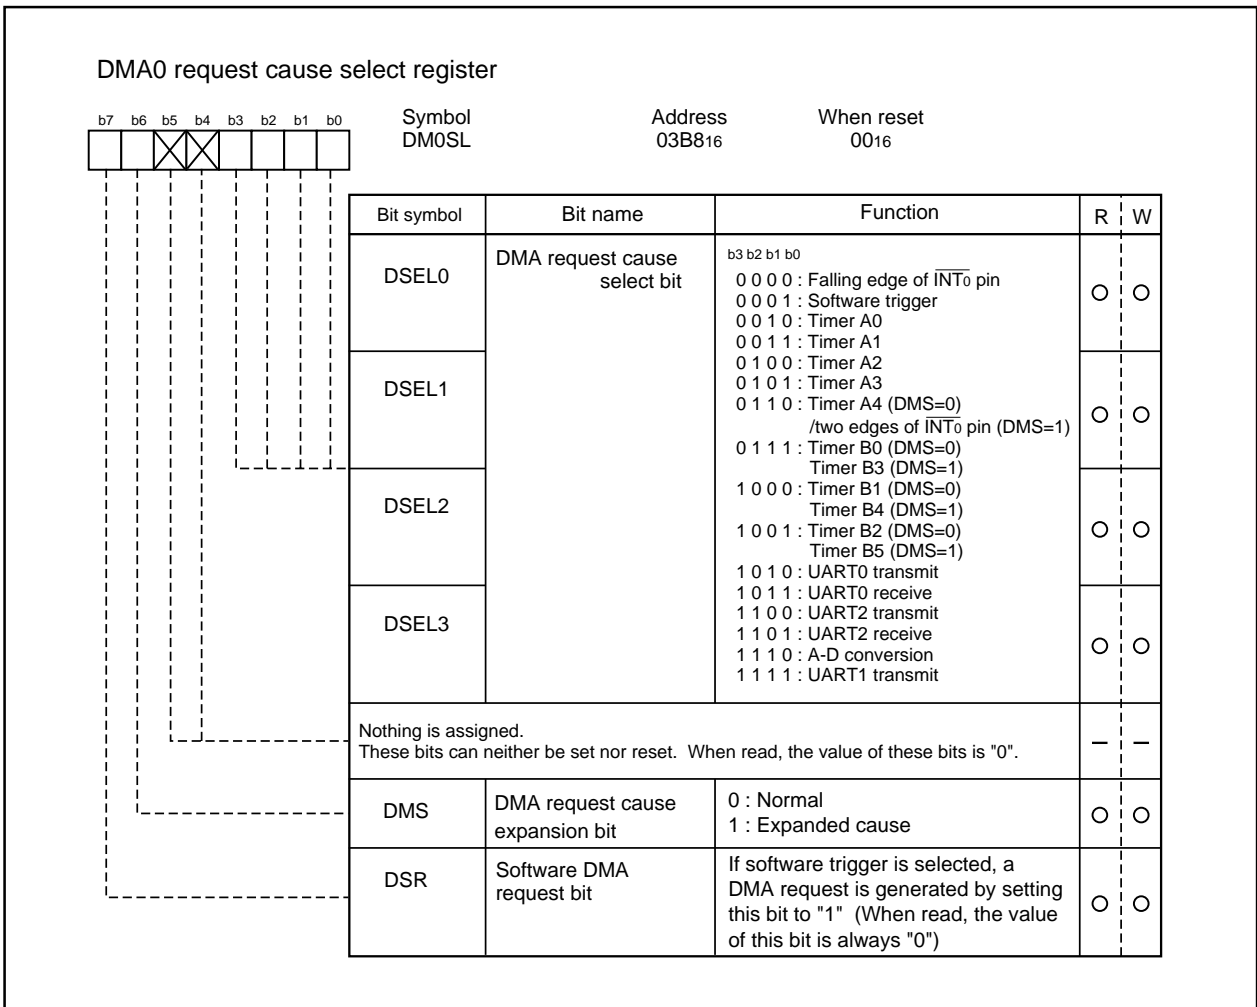 DMA0 request cause select register
b7 b6 b5 b4 b3 b2 b1 b0
Symbol Address When reset
DM0SL 03B816 0016
Bit symbol Bit name Function R W
DSEL0
DSEL1
DSEL2
DSEL3
DMA request cause
select bit
b3 b2 b1 b0
0 0 0 0 : Falling edge of INT0 pin
0 0 0 1 : Software trigger
0 0 1 0 : Timer A0
0 0 1 1 : Timer A1
0 1 0 0 : Timer A2
0 1 0 1 : Timer A3
0 1 1 0 : Timer A4 (DMS=0)
/two edges of INT0 pin (DMS=1)
0 1 1 1 : Timer B0 (DMS=0)
Timer B3 (DMS=1)
1 0 0 0 : Timer B1 (DMS=0)
Timer B4 (DMS=1)
1 0 0 1 : Timer B2 (DMS=0)
Timer B5 (DMS=1)
1 0 1 0 : UART0 transmit
1 0 1 1 : UART0 receive
1 1 0 0 : UART2 transmit
1 1 0 1 : UART2 receive
1 1 1 0 : A-D conversion
1 1 1 1 : UART1 transmit
Nothing is assigned.
These bits can neither be set nor reset. When read, the value of these bits is "0".
DMS
DMA request cause
expansion bit
0 : Normal
1 : Expanded cause
DSR
Software DMA
request bit
If software trigger is selected, a
DMA request is generated by setting
this bit to "1" (When read, the value
of this bit is always "0")